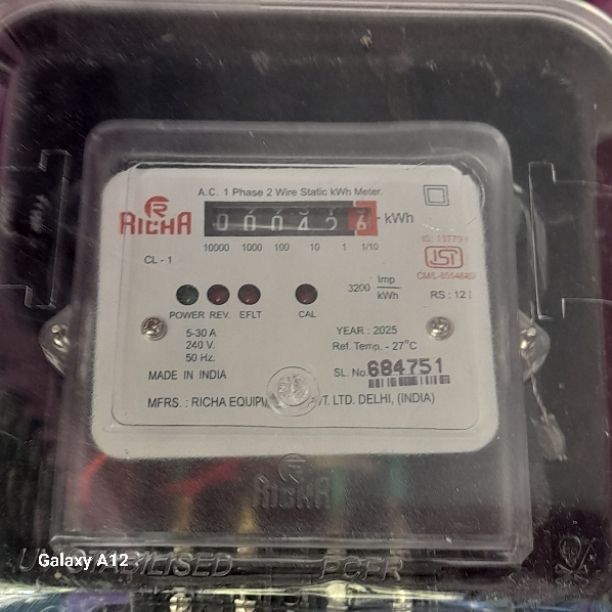 A.C. 1 Phase 2 Wire Static kWh Meter.
RICHA
kWh
10000 1000 100 10 1 1/10
CL - 1
3200 Imp/kWh
RS : 121
POWER REV. EFLT CAL
5-30 A
240 V.
50 Hz.
YEAR : 2025
Ref. Temp. - 27°C
MADE IN INDIA
SL. No. 684751
MFRS. : RICHA VT. LTD. DELHI, (INDIA)
RICHA
Galaxy A12